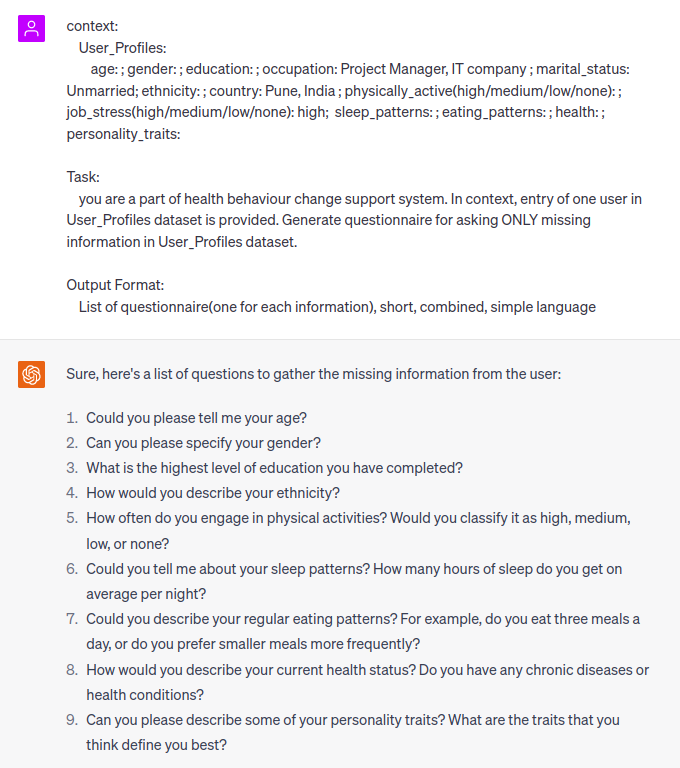 context:
User_Profiles:
age: ; gender: ; education: ; occupation: Project Manager, IT company ; marital_status:
Unmarried; ethnicity: ; country: Pune, India ; physically_active(high/medium/low/none): ;
job_stress(high/medium/low/none): high;  sleep_patterns: ; eating_patterns: ; health: ;
personality_traits:
Task:
you are a part of health behaviour change support system. In context, entry of one user in
User_Profiles dataset is provided. Generate questionnaire for asking ONLY missing
information in User_Profiles dataset.
Output Format:
List of questionnaire(one for each information), short, combined, simple language
Sure, here's a list of questions to gather the missing information from the user:
1. Could you please tell me your age?
2. Can you please specify your gender?
3. What is the highest level of education you have completed?
4. How would you describe your ethnicity?
5. How often do you engage in physical activities? Would you classify it as high, medium,
low, or none?
6. Could you tell me about your sleep patterns? How many hours of sleep do you get on
average per night?
7. Could you describe your regular eating patterns? For example, do you eat three meals a
day, or do you prefer smaller meals more frequently?
8. How would you describe your current health status? Do you have any chronic diseases or
health conditions?
9. Can you please describe some of your personality traits? What are the traits that you
think define you best?